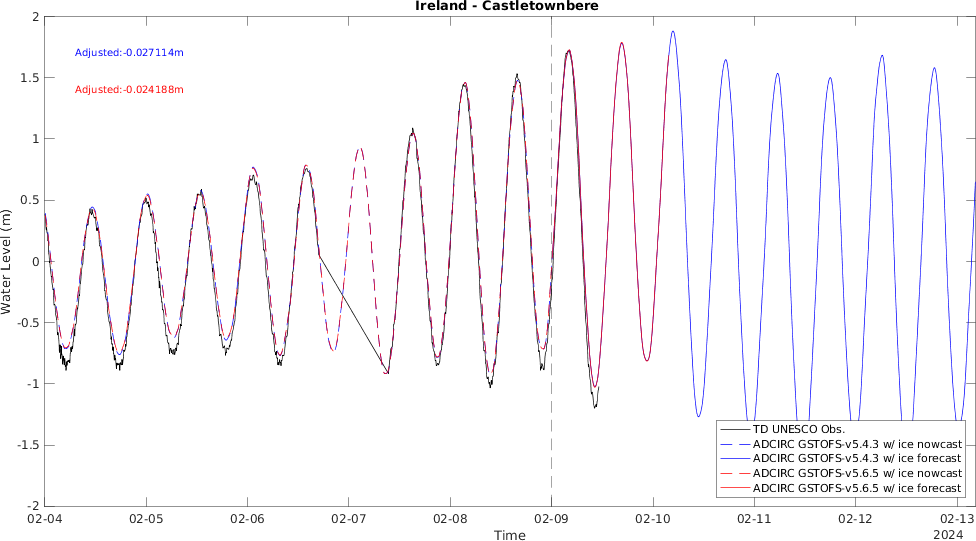 Ireland - Castletownbere
Adjusted:-0.027114m
Adjusted:-0.024188m
2
1.5
1
0.5
0
-0.5
-1
-1.5
-2
Water Level (m)
TD UNESCO Obs.
ADCIRC GSTOFS-v5.4.3 w/ ice nowcast
ADCIRC GSTOFS-v5.4.3 w/ ice forecast
ADCIRC GSTOFS-v5.6.5 w/ ice nowcast
ADCIRC GSTOFS-v5.6.5 w/ ice forecast
02-04 02-05 02-06 02-07 02-08 02-09 02-10 02-11 02-12 02-13
Time
2024